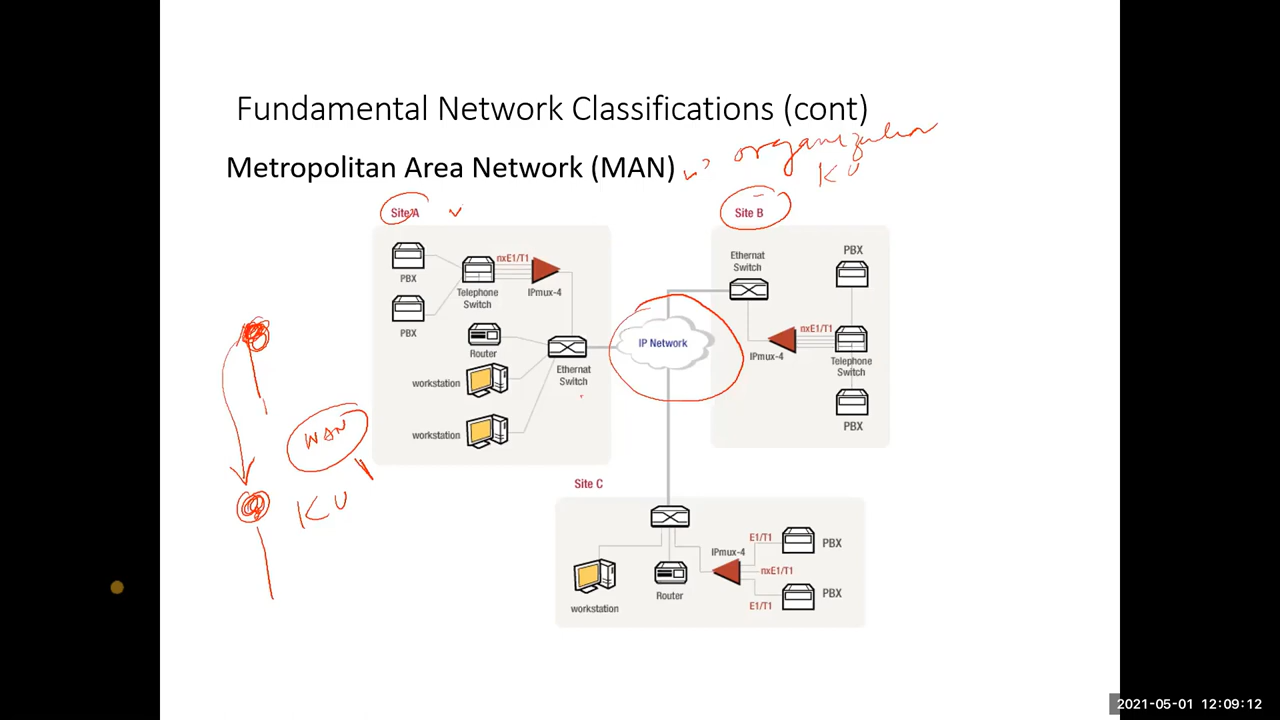 Fundamental Network Classifications (cont)
organization
Metropolitan Area Network (MAN)
KU
Site A
Site B
Ethernat
Switch
PBX
nxE1/T1
PBX
Telephone
Switch
IPmux-4
nxE1/T1
IPmux-4
Telephone
Switch
PBX
Router
IP Network
Ethernat
Switch
workstation
workstation
PBX
WAN
KU
Site C
E1/T1
PBX
IPmux-4
nxE1/T1
workstation
Router
E1/T1
PBX
2021-05-01 12:09:12